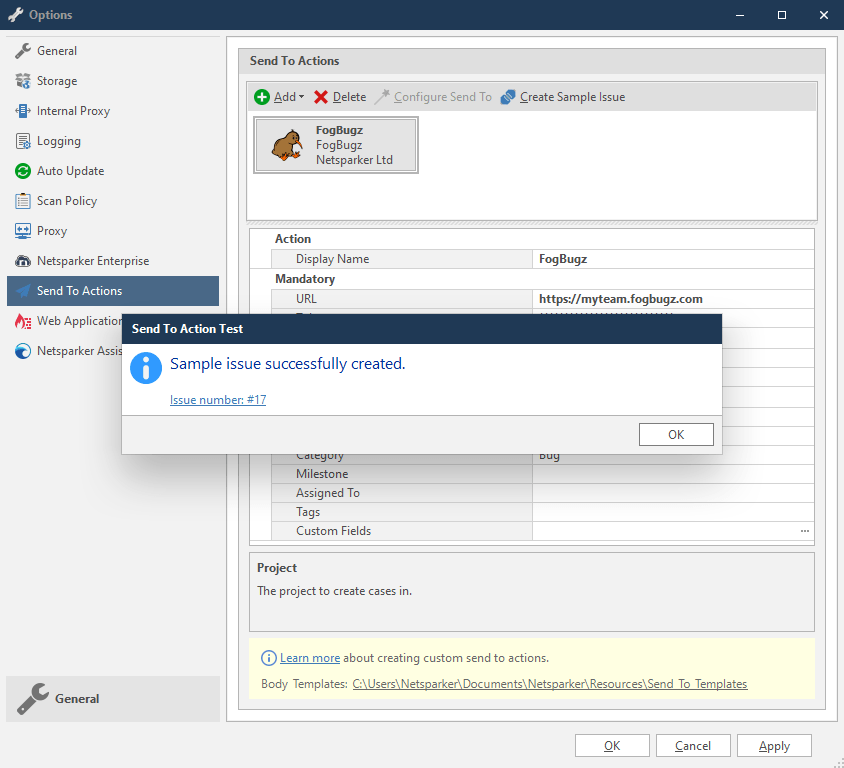 Options
General
Storage
Internal Proxy
Logging
Auto Update
Scan Policy
Proxy
Netsparker Enterprise
Send To Actions
Web Application
Netsparker Assis
General
Send To Actions
Add Delete Configure Send To Create Sample Issue
FogBugz
FogBugz
Netsparker Ltd
Action
Display Name FogBugz
Mandatory
URL https://myteam.fogbugz.com
Send To Action Test
Sample issue successfully created.
Issue number: #17
OK
Category Bug
Milestone
Assigned To
Tags
Custom Fields ...
Project
The project to create cases in.
Learn more about creating custom send to actions.
Body Templates: C:\Users\Netsparker\Documents\Netsparker\Resources\Send To Templates
OK Cancel Apply